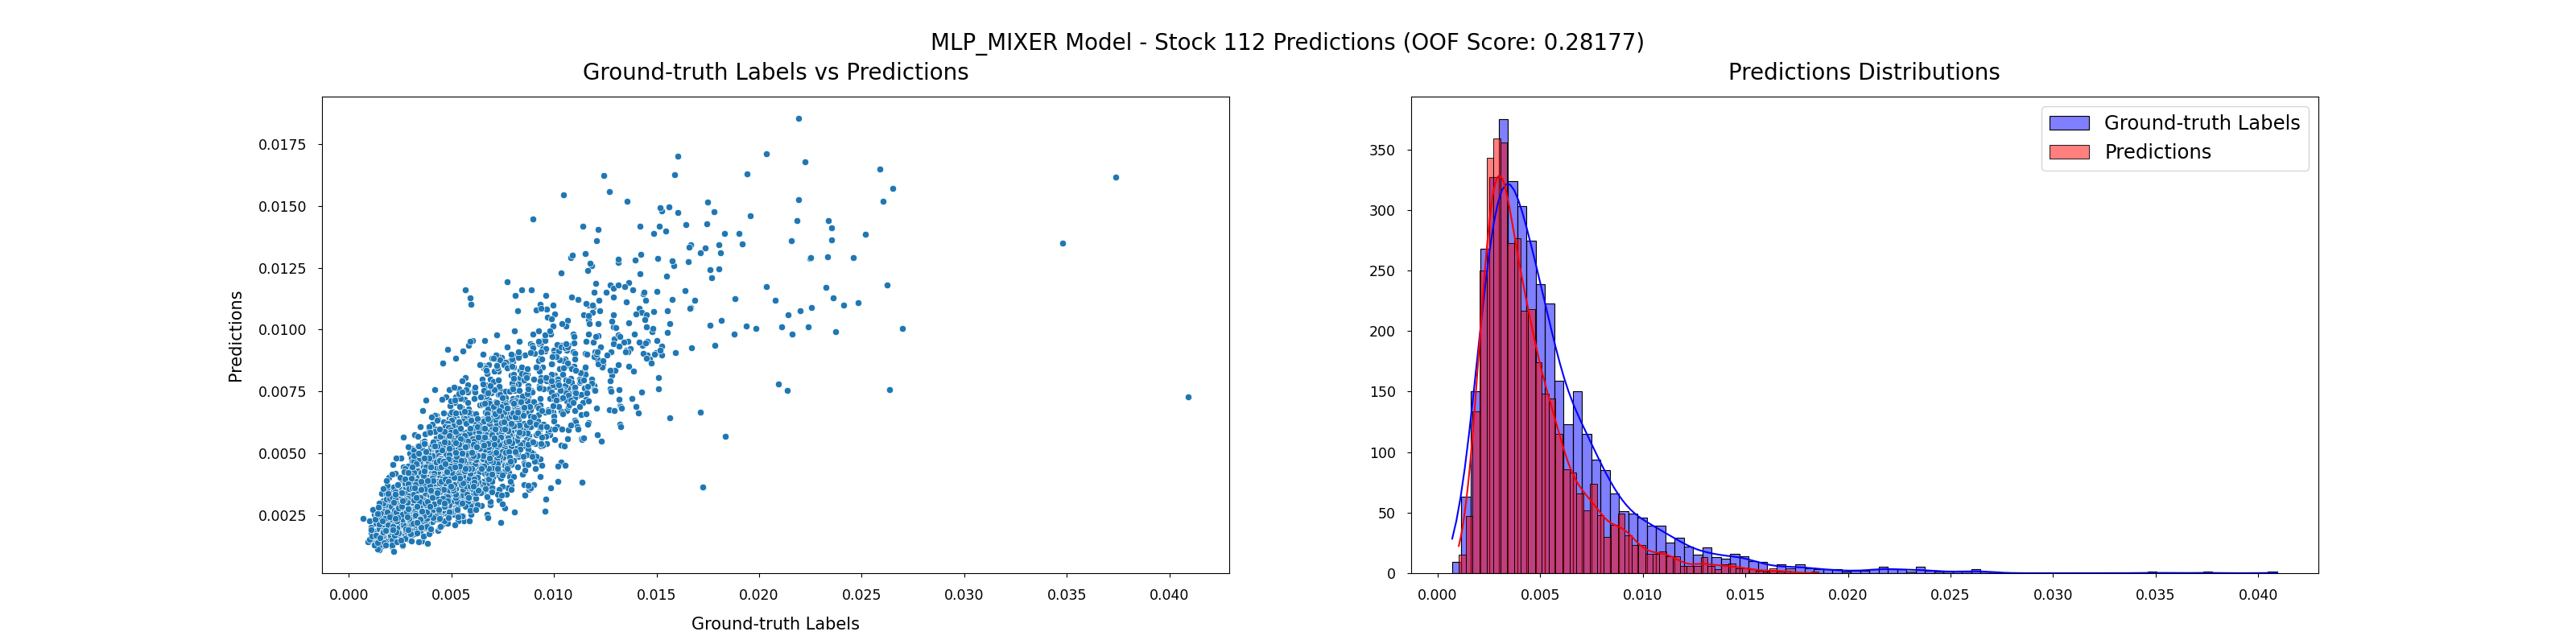 MLP_MIXER Model - Stock 112 Predictions (OOF Score: 0.28177)
Ground-truth Labels vs Predictions
Predictions
0.0175
0.0150
0.0125
0.0100
0.0075
0.0050
0.0025
0.000 0.005 0.010 0.015 0.020 0.025 0.030 0.035 0.040
Ground-truth Labels
Predictions Distributions
Ground-truth Labels
Predictions
350
300
250
200
150
100
50
0
0.000 0.005 0.010 0.015 0.020 0.025 0.030 0.035 0.040